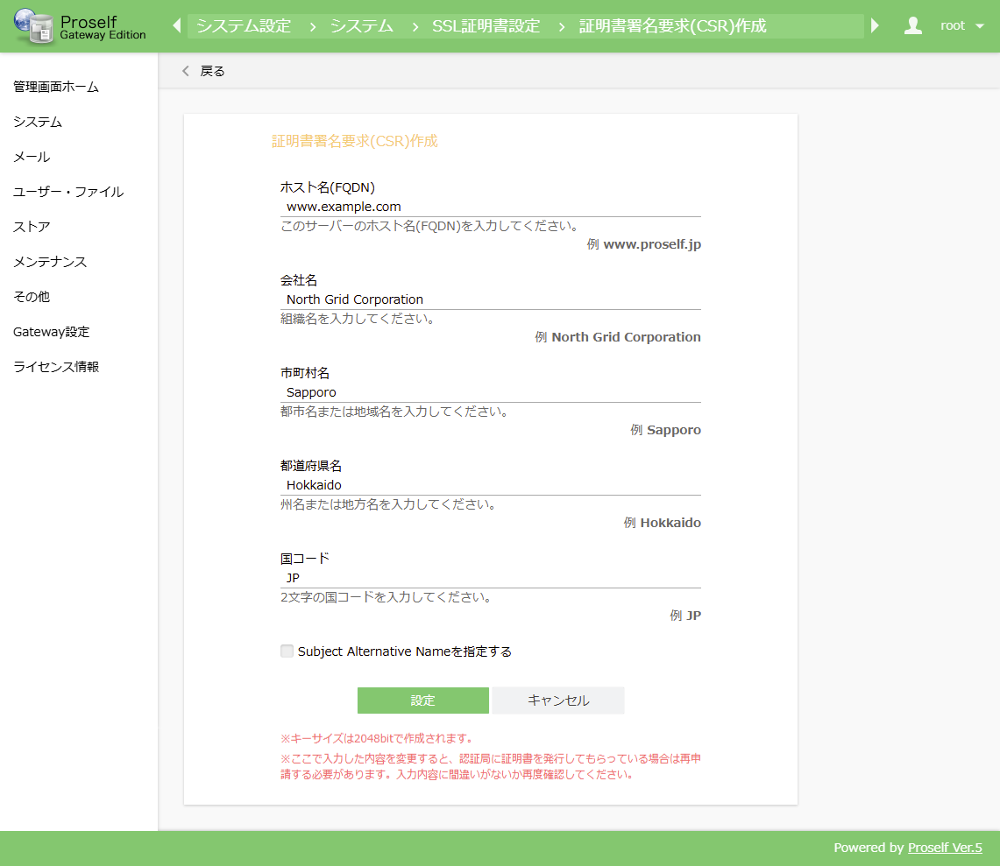 Proself
Gateway Edition
システム設定 > システム > SSL証明書設定 > 証明書署名要求(CSR)作成
root
戻る
管理画面ホーム
システム
メール
ユーザー・ファイル
ストア
メンテナンス
その他
Gateway設定
ライセンス情報
証明書署名要求(CSR)作成
ホスト名(FQDN)
www.example.com
このサーバーのホスト名(FQDN)を入力してください。
例 www.proself.jp
会社名
North Grid Corporation
組織名を入力してください。
例 North Grid Corporation
市町村名
Sapporo
都市名または地域名を入力してください。
例 Sapporo
都道府県名
Hokkaido
州名または地方名を入力してください。
例 Hokkaido
国コード
JP
2文字の国コードを入力してください。
例 JP
Subject Alternative Nameを指定する
設定 キャンセル
※キーサイズは2048bitで作成されます。
※ここで入力した内容を変更すると、認証局に証明書を発行してもらっている場合は再申
請する必要があります。入力内容に間違いがないか再度確認してください。
Powered by Proself Ver.5